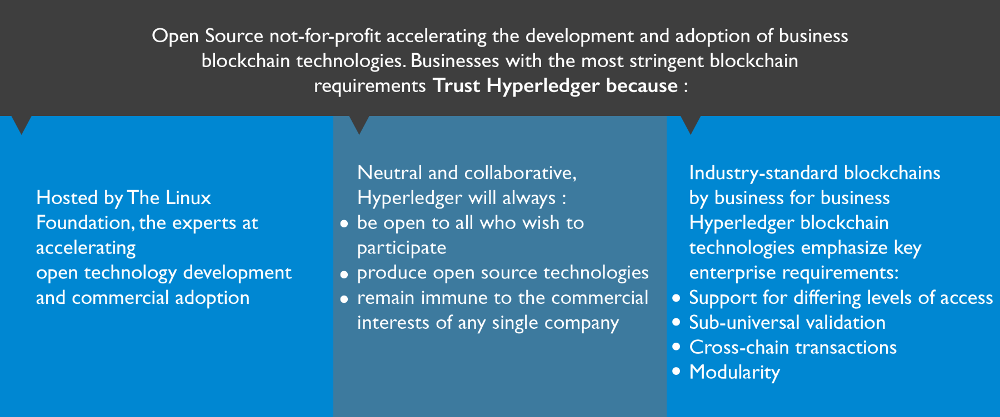 Open Source not-for-profit accelerating the development and adoption of business
blockchain technologies. Businesses with the most stringent blockchain
requirements Trust Hyperledger because :
Hosted by The Linux
Foundation, the experts at
accelerating
open technology development
and commercial adoption
Neutral and collaborative,
Hyperledger will always :
• be open to all who wish to
participate
• produce open source technologies
• remain immune to the commercial
interests of any single company
Industry-standard blockchains
by business for business
Hyperledger blockchain
technologies emphasize key
enterprise requirements:
• Support for differing levels of access
• Sub-universal validation
• Cross-chain transactions
• Modularity